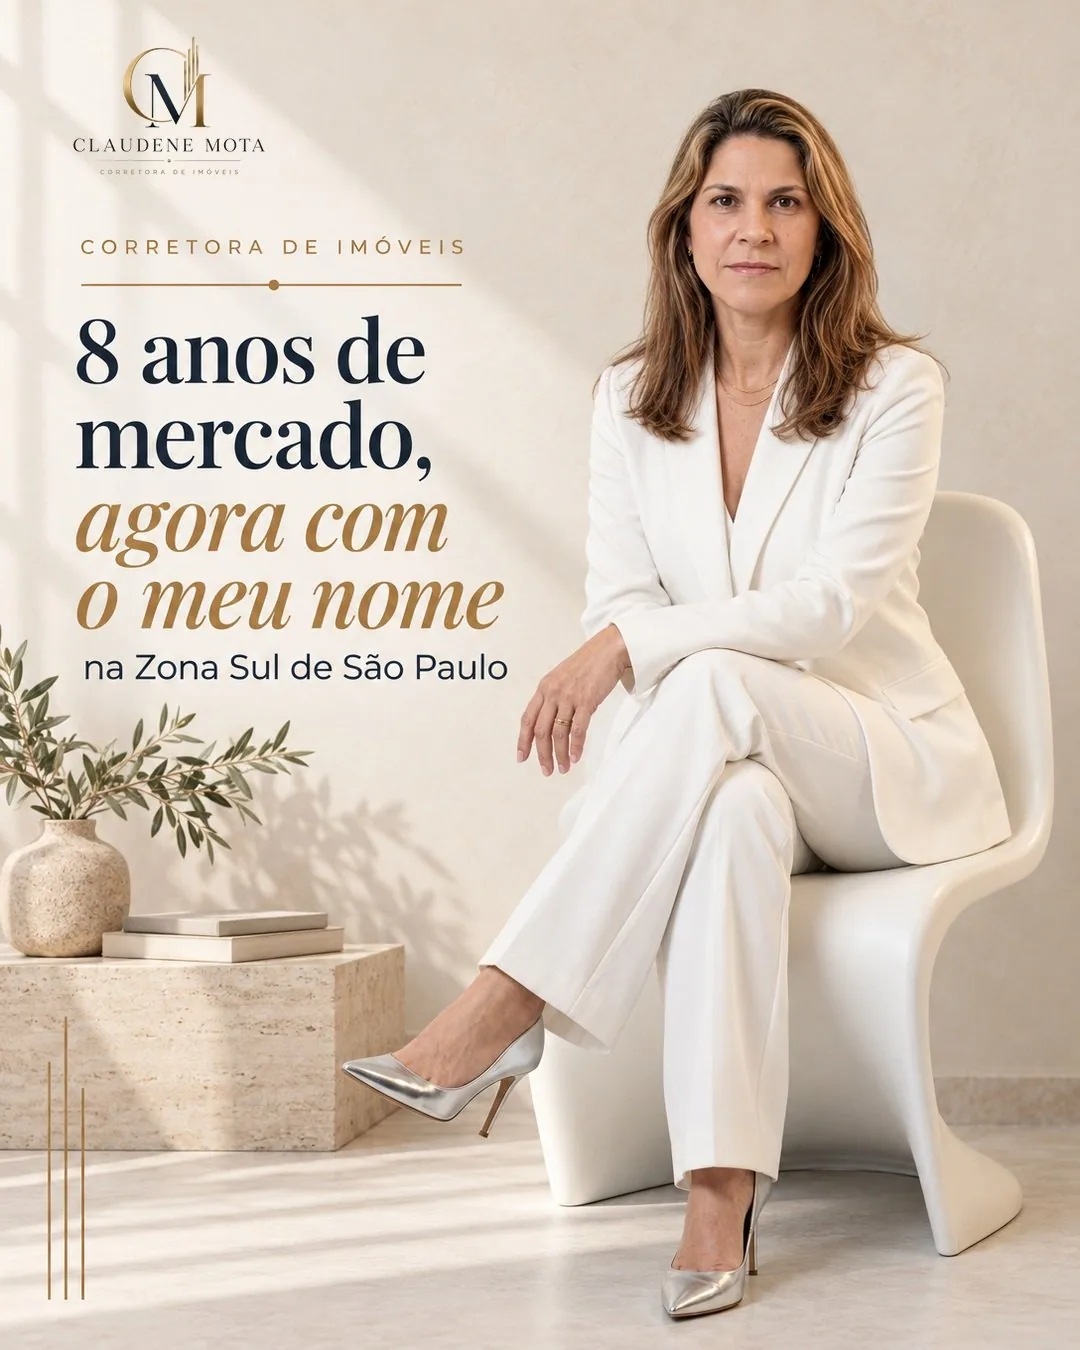 CM
CLAUDENE MOTA
CORRETORA DE IMÓVEIS
CORRETORA DE IMÓVEIS
8 anos de
mercado,
agora com
o meu nome
na Zona Sul de São Paulo